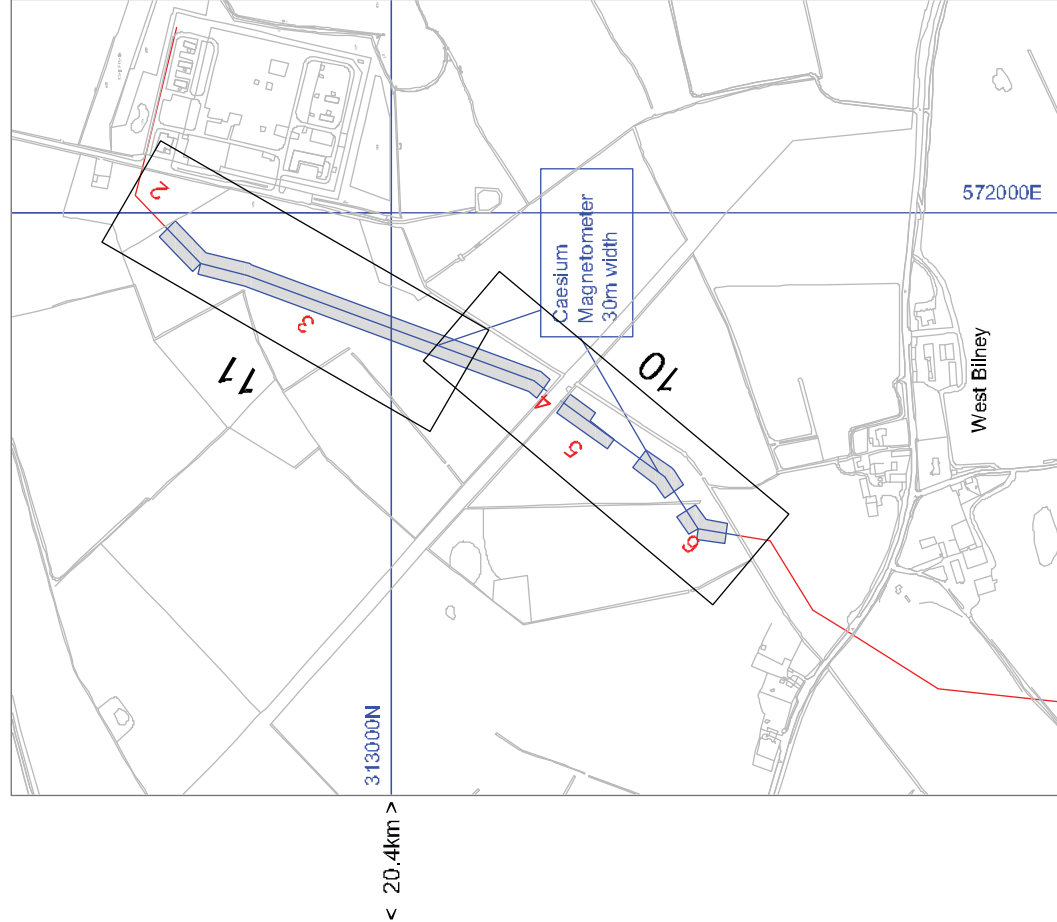 572000E
2
3
11
Caesium
Magnetometer
30m width
10
4
5
6
West Bilney
313000N
< 20.4km >